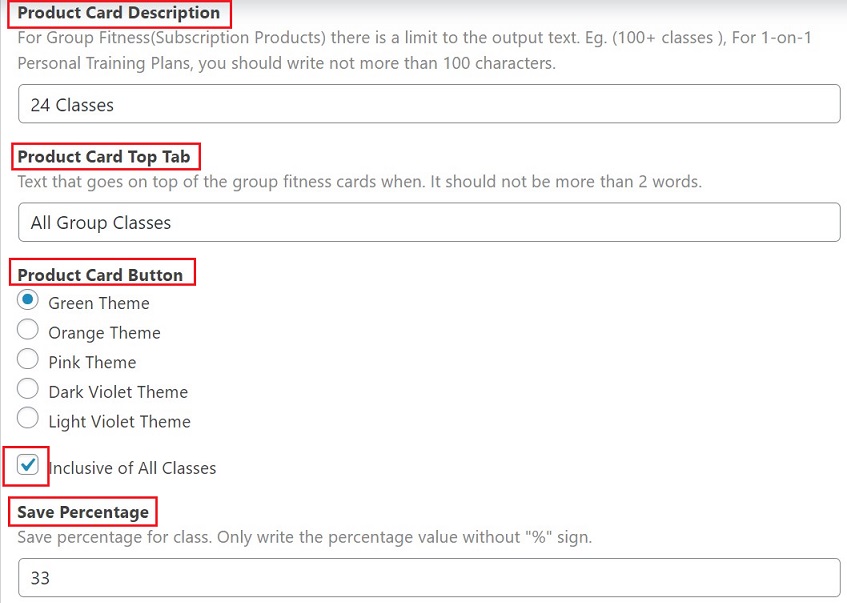 Product Card Description
For Group Fitness(Subscription Products) there is a limit to the output text. Eg. (100+ classes ), For 1-on-1
Personal Training Plans, you should write not more than 100 characters.
24 Classes
Product Card Top Tab
Text that goes on top of the group fitness cards when. It should not be more than 2 words.
All Group Classes
Product Card Button
Green Theme
Orange Theme
Pink Theme
Dark Violet Theme
Light Violet Theme
Inclusive of All Classes
Save Percentage
Save percentage for class. Only write the percentage value without "%" sign.
33